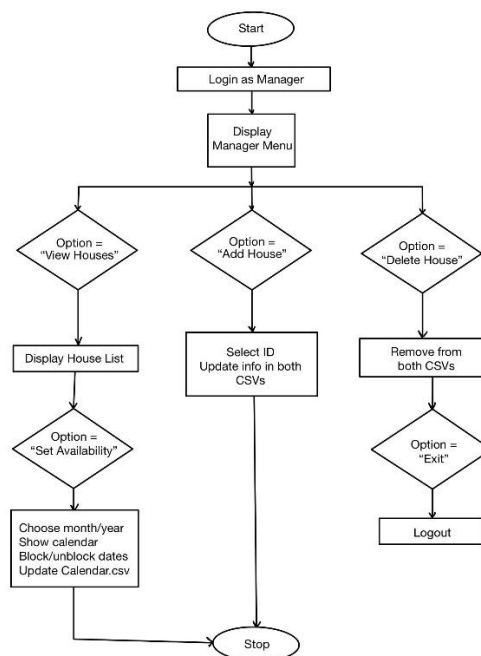 Start
Login as Manager
Display
Manager Menu
Option =
“View Houses”
Option =
“Add House”
Option =
“Delete House”
Display House List
Select ID
Update info in both
CSVs
Remove from
both CSVs
Option =
“Set Availability”
Option =
“Exit”
Choose month/year
Show calendar
Block/unblock dates
Update Calendar.csv
Logout
Stop